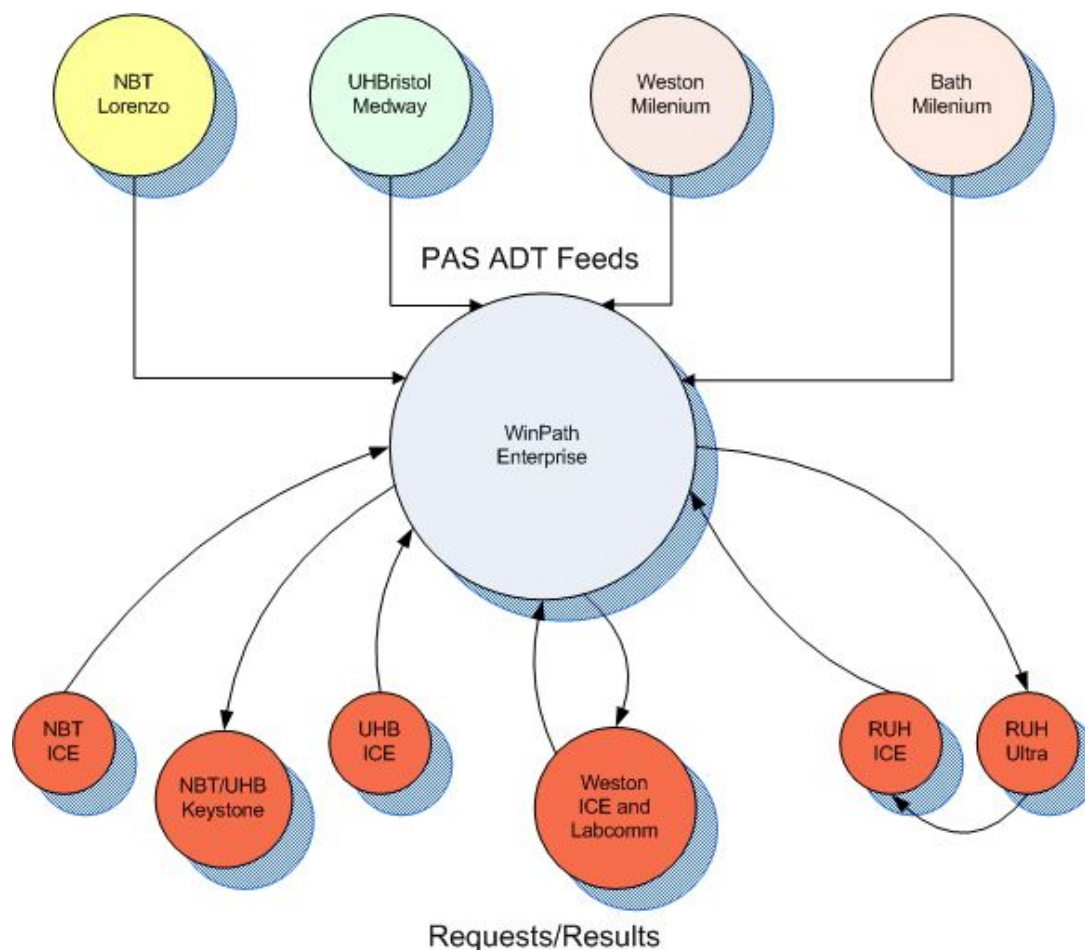 NBT
Lorenzo
UHBristol
Medway
Weston
Milenium
Bath
Milenium
PAS ADT Feeds
WinPath
Enterprise
NBT
ICE
NBT/UHB
Keystone
UHB
ICE
Weston
ICE and
Labcomm
RUH
ICE
RUH
Ultra
Requests/Results